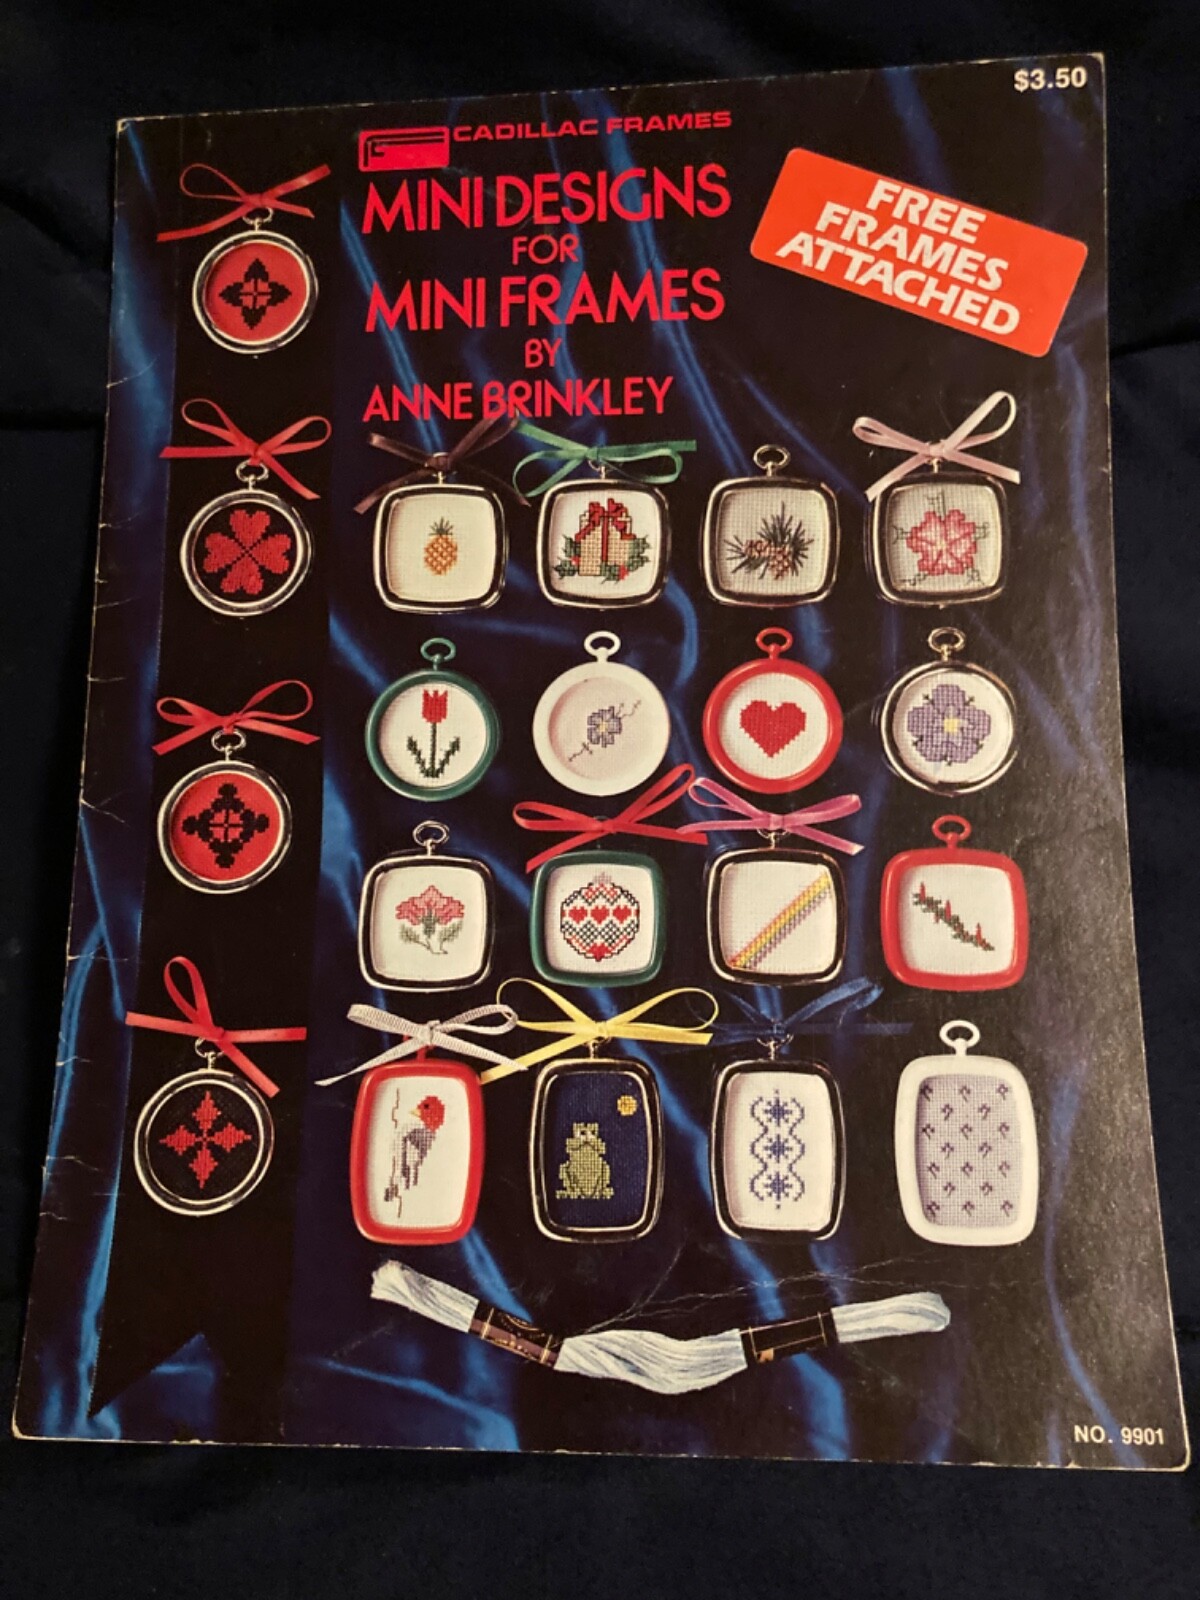 $3.50
CADILLAC FRAMES
MINI DESIGNS
FOR
MINI FRAMES
BY
ANNE BRINKLEY
FREE
FRAMES
ATTACHED
NO. 9901